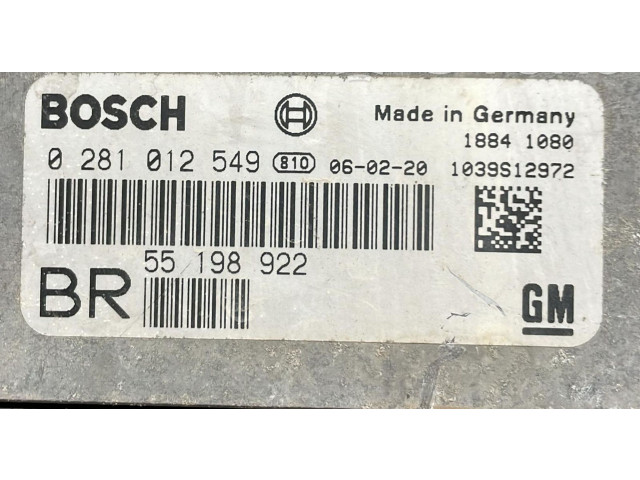 BOSCH Made in Germany
1884 1080
0 281 012 549 810 06-02-20 1039S12972
BR 55 198 922
GM